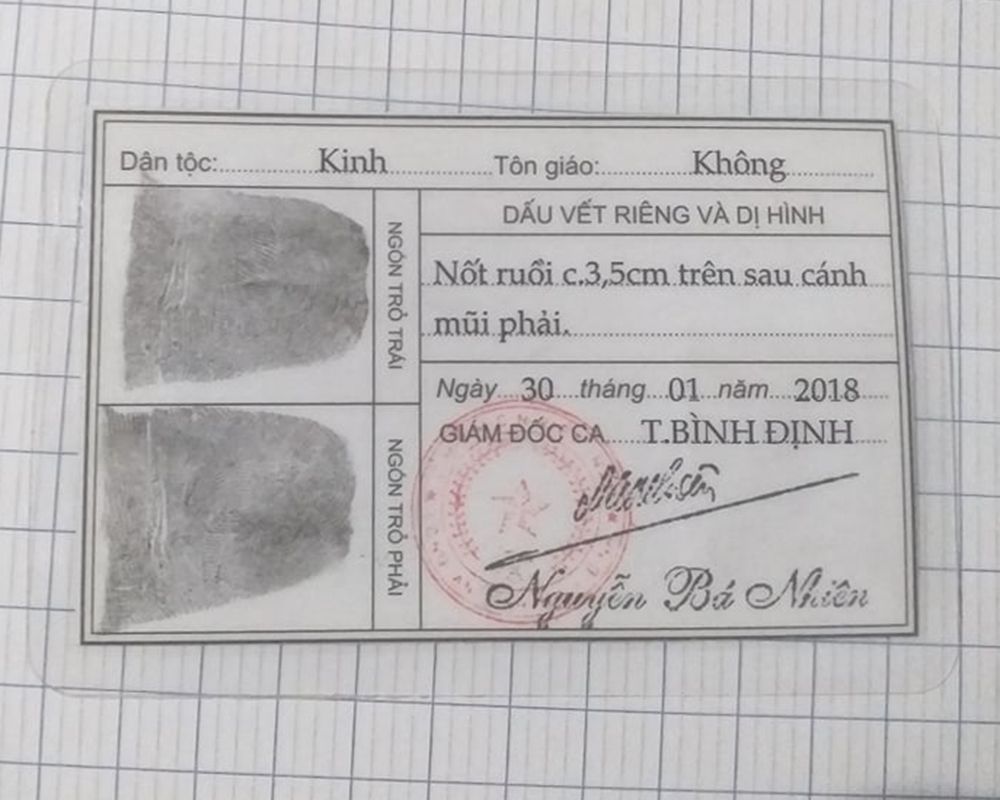 Dân tộc:........Kinh........Tôn giáo:........Không........
NGÓN TRỎ TRÁI
DẤU VẾT RIÊNG VÀ DỊ HÌNH
Nốt ruồi c.3,5cm trên sau cánh
mũi phải.
NGÓN TRỎ PHẢI
Ngày 30 tháng 01 năm 2018
GIÁM ĐỐC CA T.BÌNH ĐỊNH
Nguyễn Bá Nhiên